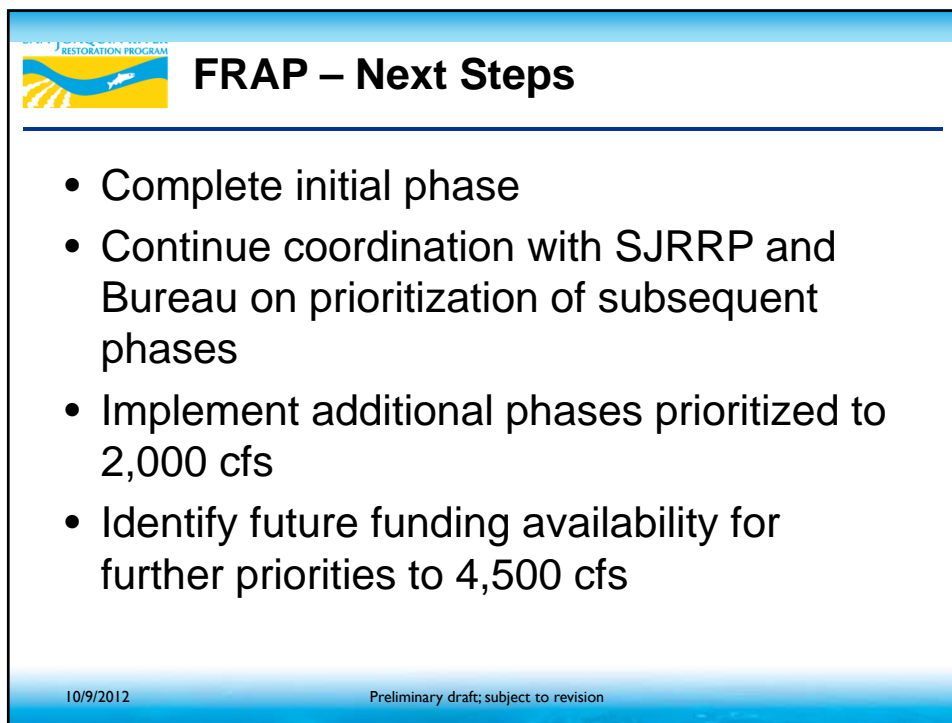 RESTORATION PROGRAM
FRAP – Next Steps
• Complete initial phase
• Continue coordination with SJRRP and
Bureau on prioritization of subsequent
phases
• Implement additional phases prioritized to
2,000 cfs
• Identify future funding availability for
further priorities to 4,500 cfs
10/9/2012
Preliminary draft; subject to revision